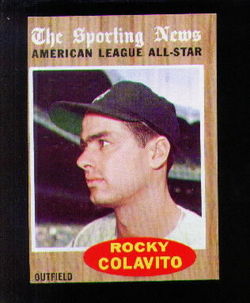 The Sporting News
AMERICAN LEAGUE ALL-STAR
ROCKY
COLAVITO
OUTFIELD